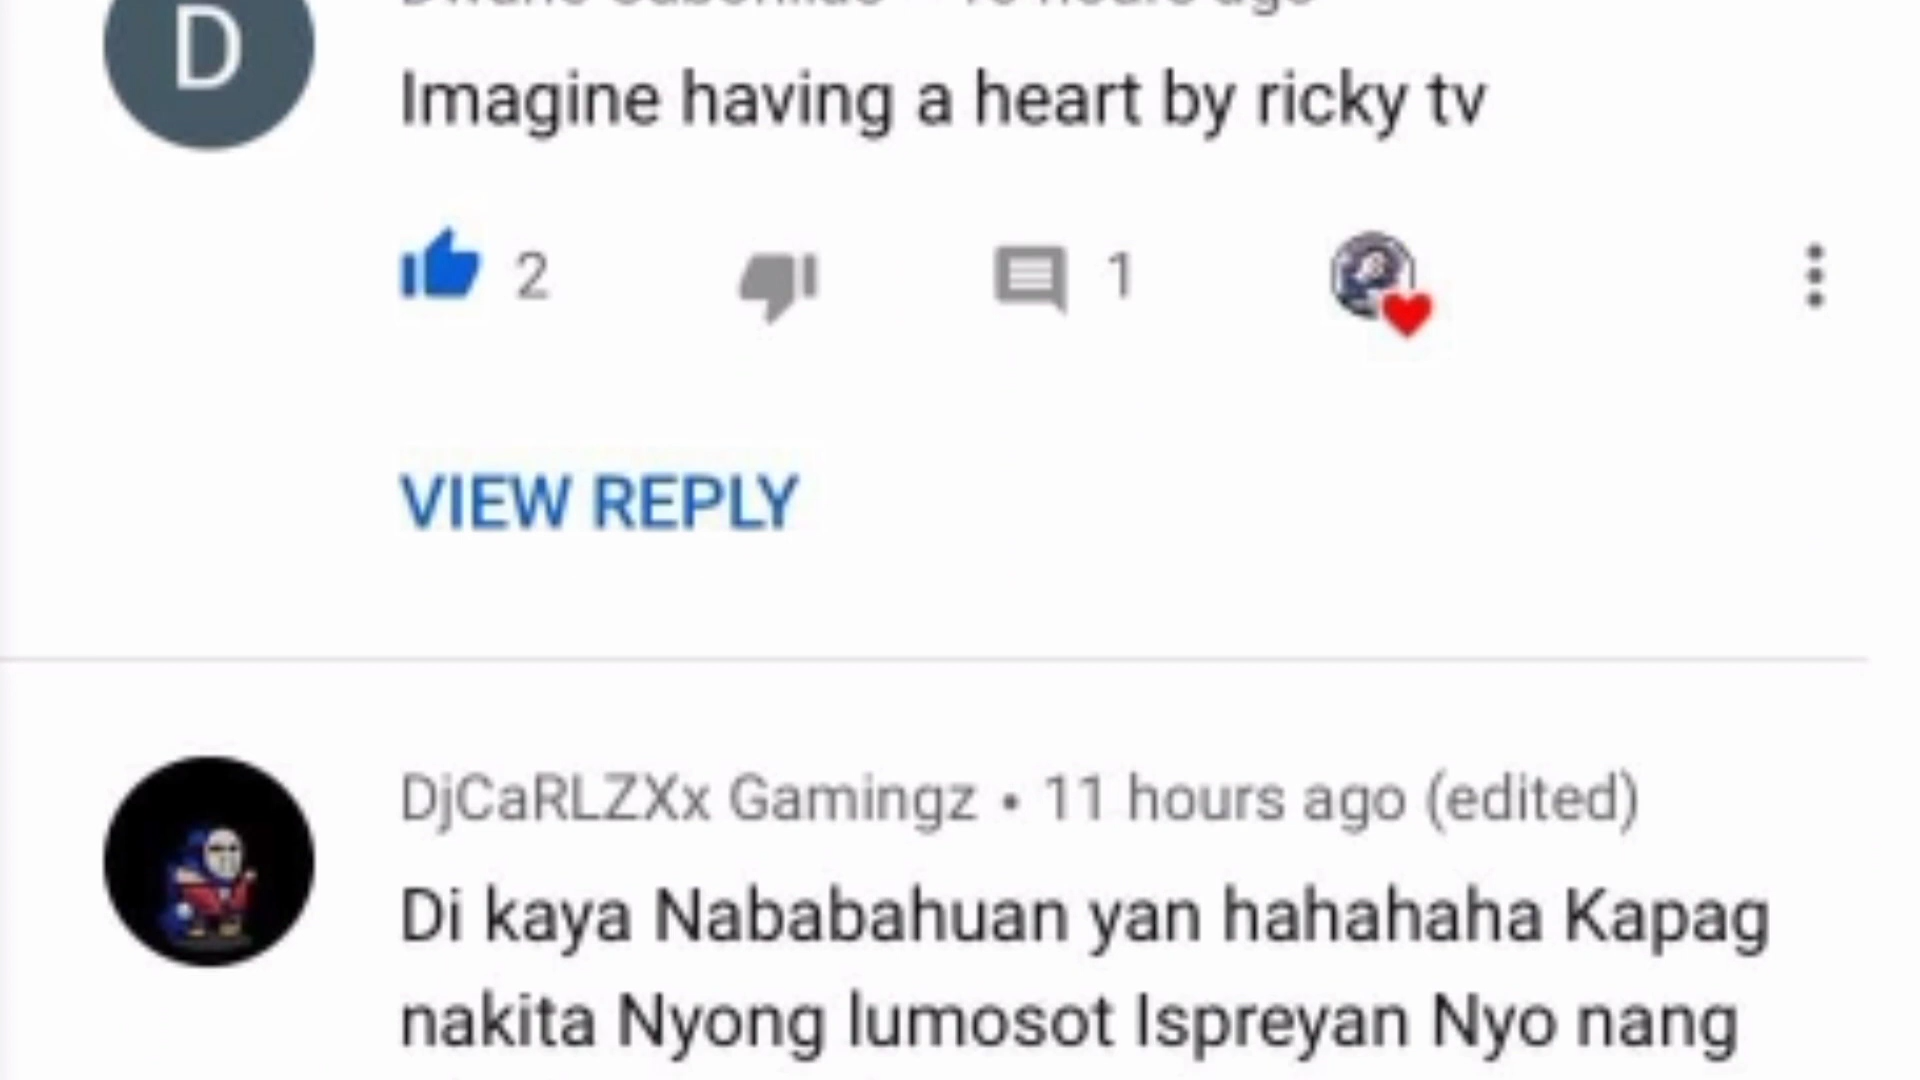 D
Imagine having a heart by ricky tv
2
1
VIEW REPLY
DjCaRLZXx Gamingz • 11 hours ago (edited)
Di kaya Nababahuan yan hahahaha Kapag
nakita Nyong lumosot Ispreyan Nyo nang